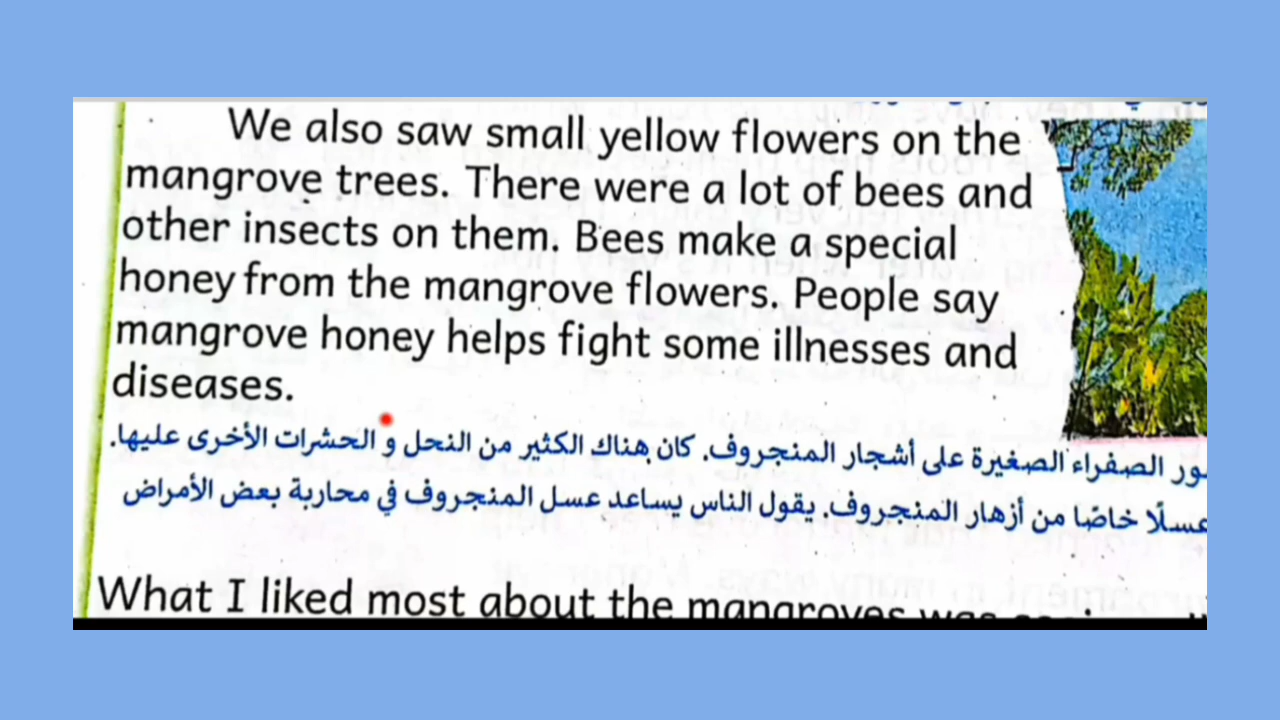 We also saw small yellow flowers on the
mangrove trees. There were a lot of bees and
other insects on them. Bees make a special
honey from the mangrove flowers. People say
mangrove honey helps fight some illnesses and
diseases.
الصفراء الصغيرة على أشجار المنجروف. كان هناك الكثير من النحل و الحشرات الأخرى عليها.
عسلًا خاصًا من أزهار المنجروف. يقول الناس يساعد عسل المنجروف في محاربة بعض الأمراض
What I liked most about the mangroves was